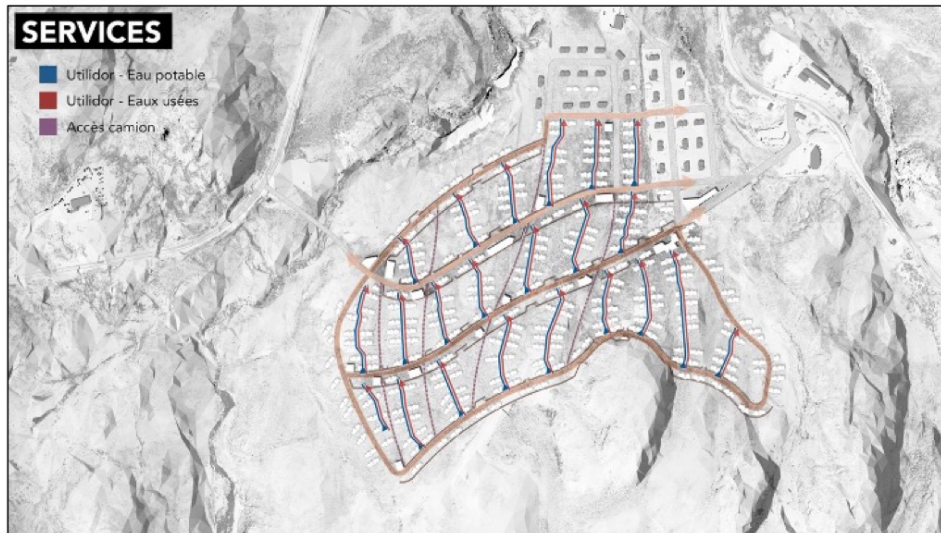 SERVICES
Utilidor - Eau potable
Utilidor - Eaux usées
Accès camion